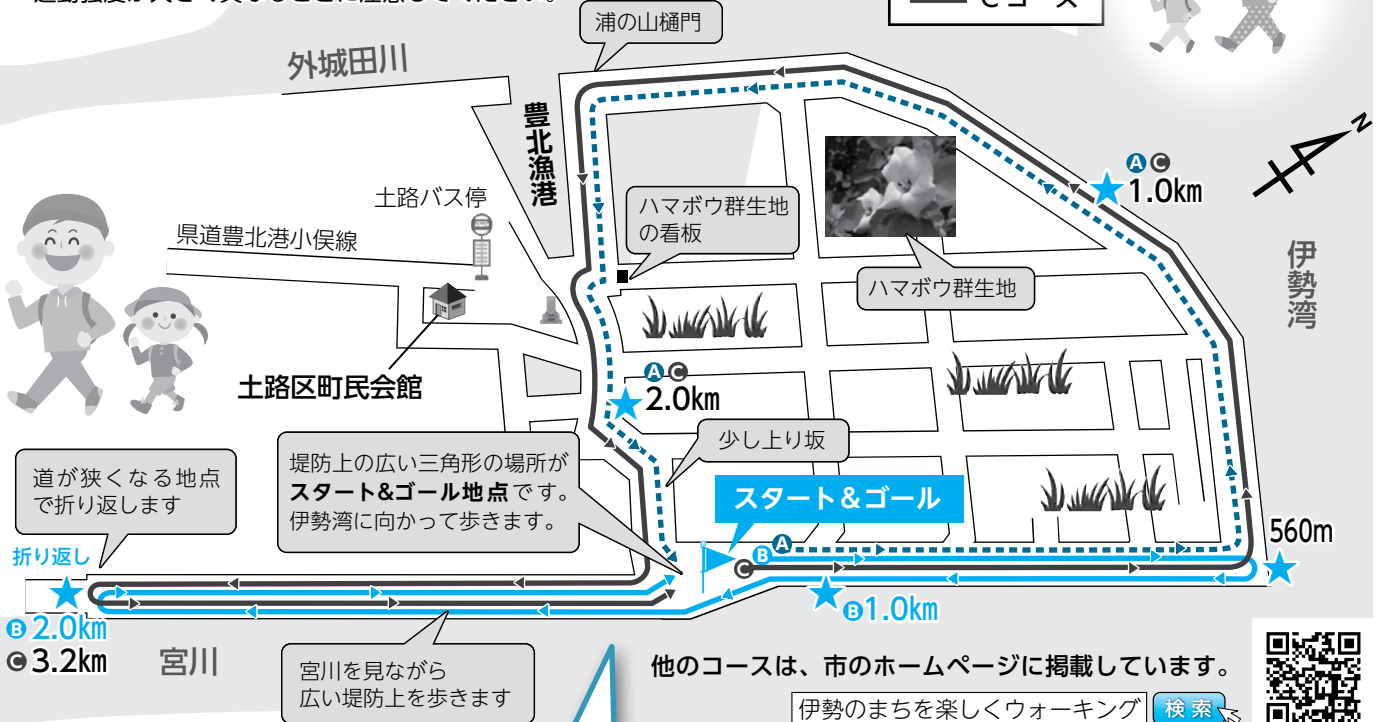 浦の山樋門
Cコース
外城田川
豊北漁港
土路バス停
県道豊北港小俣線
ハマボウ群生地
の看板
ハマボウ群生地
A C
1.0km
N
伊勢湾
土路区町民会館
A C
2.0km
少し上り坂
道が狭くなる地点
で折り返します
堤防上の広い三角形の場所が
スタート&ゴール地点です。
伊勢湾に向かって歩きます。
スタート&ゴール
A
B
C
560m
折り返し
B 2.0km
C 3.2km
B 1.0km
宮川
宮川を見ながら
広い堤防上を歩きます
他のコースは、市のホームページに掲載しています。
伊勢のまちを楽しくウォーキング
検索